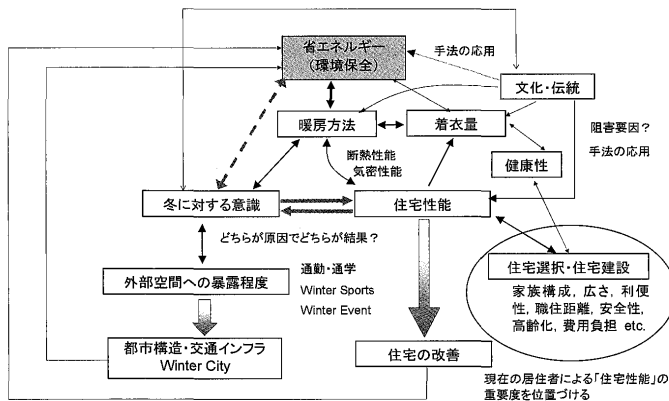 省エネルギー
（環境保全）
手法の応用
文化・伝統
暖房方法
着衣量
阻害要因？
手法の応用
断熱性能
気密性能
健康性
冬に対する意識
住宅性能
どちらが原因でどちらが結果？
外部空間への暴露程度
通勤・通学
Winter Sports
Winter Event
住宅選択・住宅建設
家族構成, 広さ, 利便
性, 職住距離, 安全性,
高齢化, 費用負担 etc.
都市構造・交通インフラ
Winter City
住宅の改善
現在の居住者による「住宅性能」の
重要度を位置づける